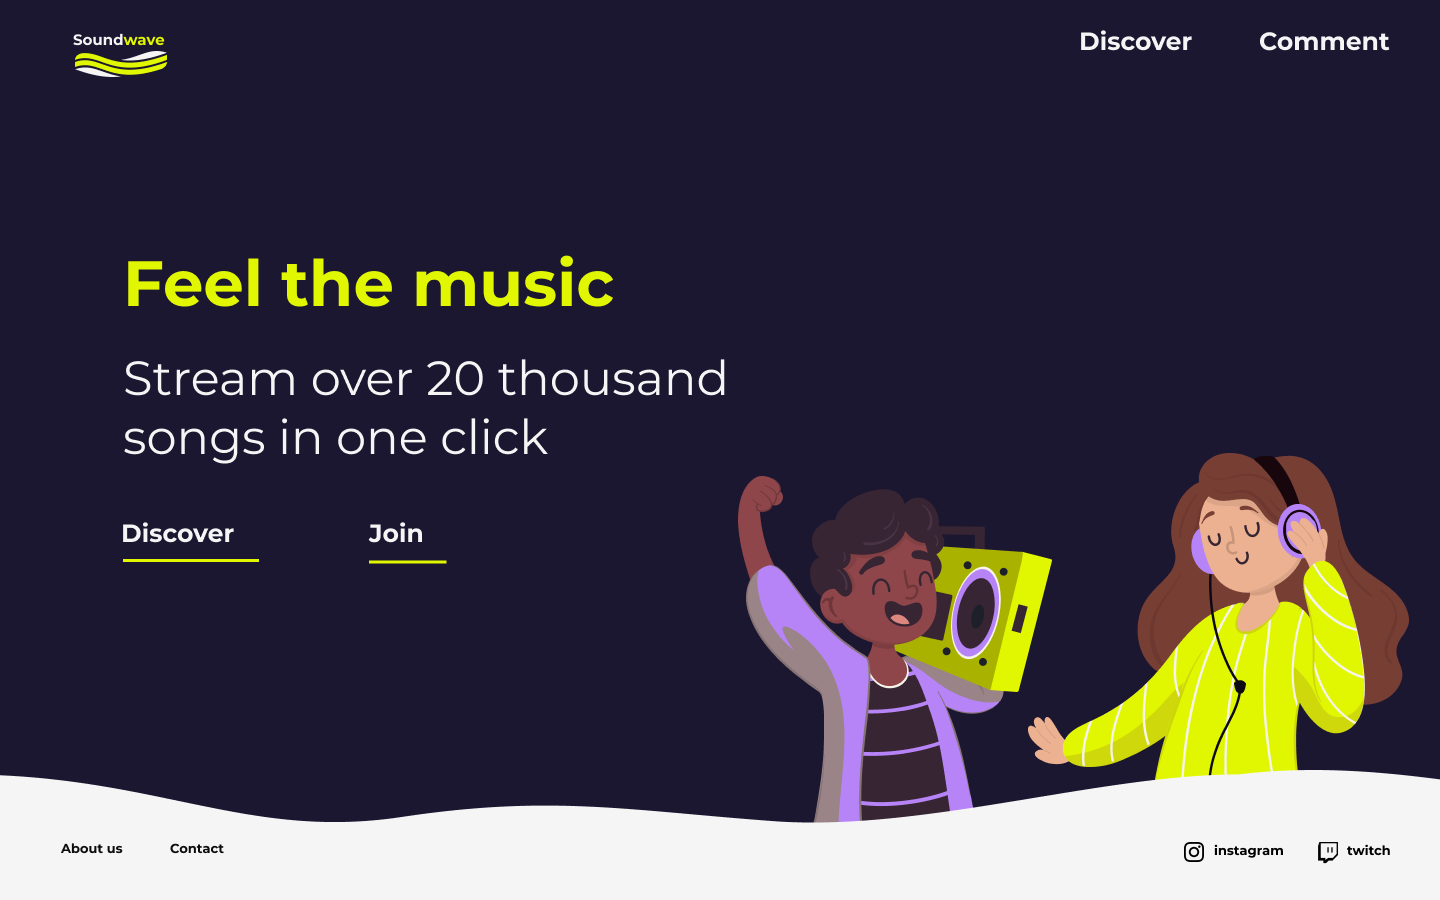 Soundwave
Discover
Comment
Feel the music
Stream over 20 thousand
songs in one click
Discover
Join
About us
Contact
instagram
twitch